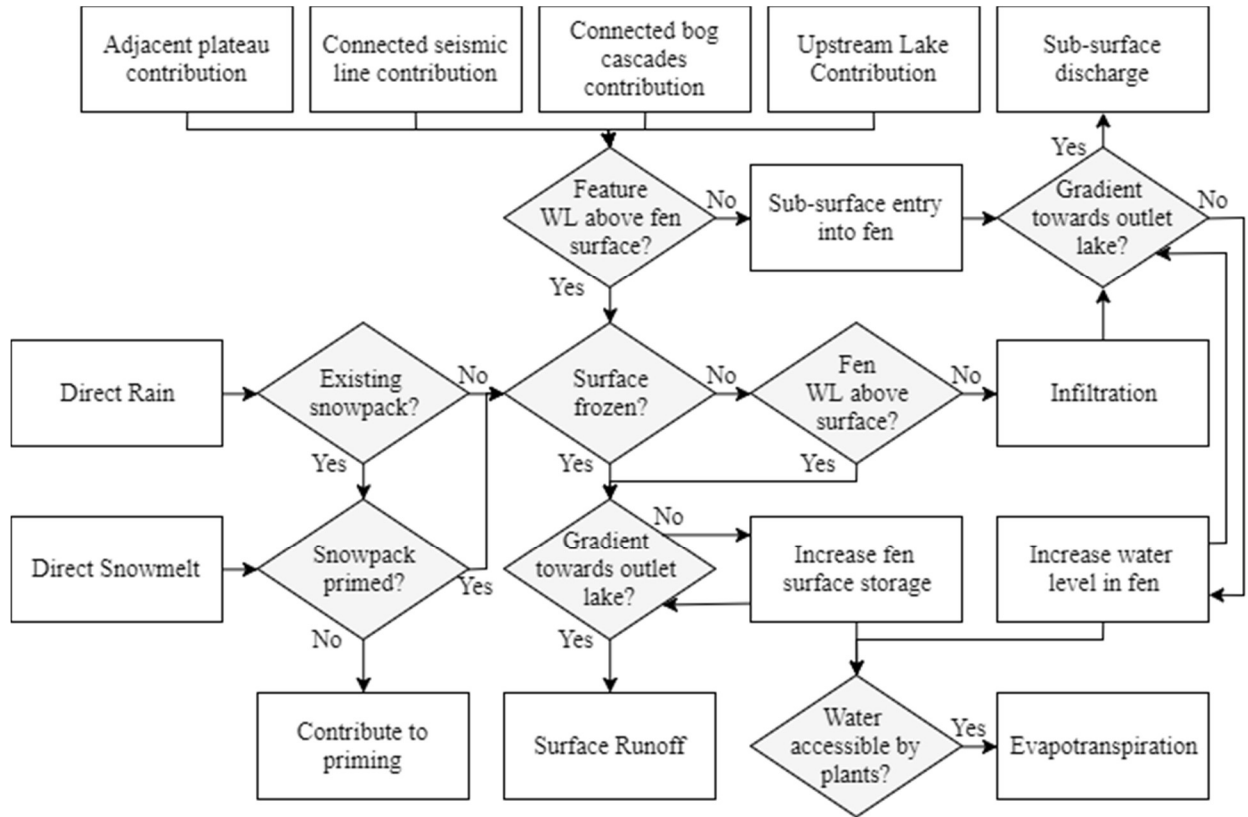 Adjacent plateau
contribution
Connected seismic
line contribution
Connected bog
cascades
contribution
Upstream Lake
Contribution
Sub-surface
discharge
Yes
Feature
WL above fen
surface?
No
Sub-surface entry
into fen
Gradient
towards outlet
lake?
No
Yes
Direct Rain
Existing
snowpack?
No
Surface
frozen?
No
Fen
WL above
surface?
No
Infiltration
Yes
Yes
Yes
Direct Snowmelt
Snowpack
primed?
Yes
Gradient
towards outlet
lake?
No
Increase fen
surface storage
Increase water
level in fen
No
Yes
Contribute to
priming
Surface Runoff
Water
accessible by
plants?
Yes
Evapotranspiration